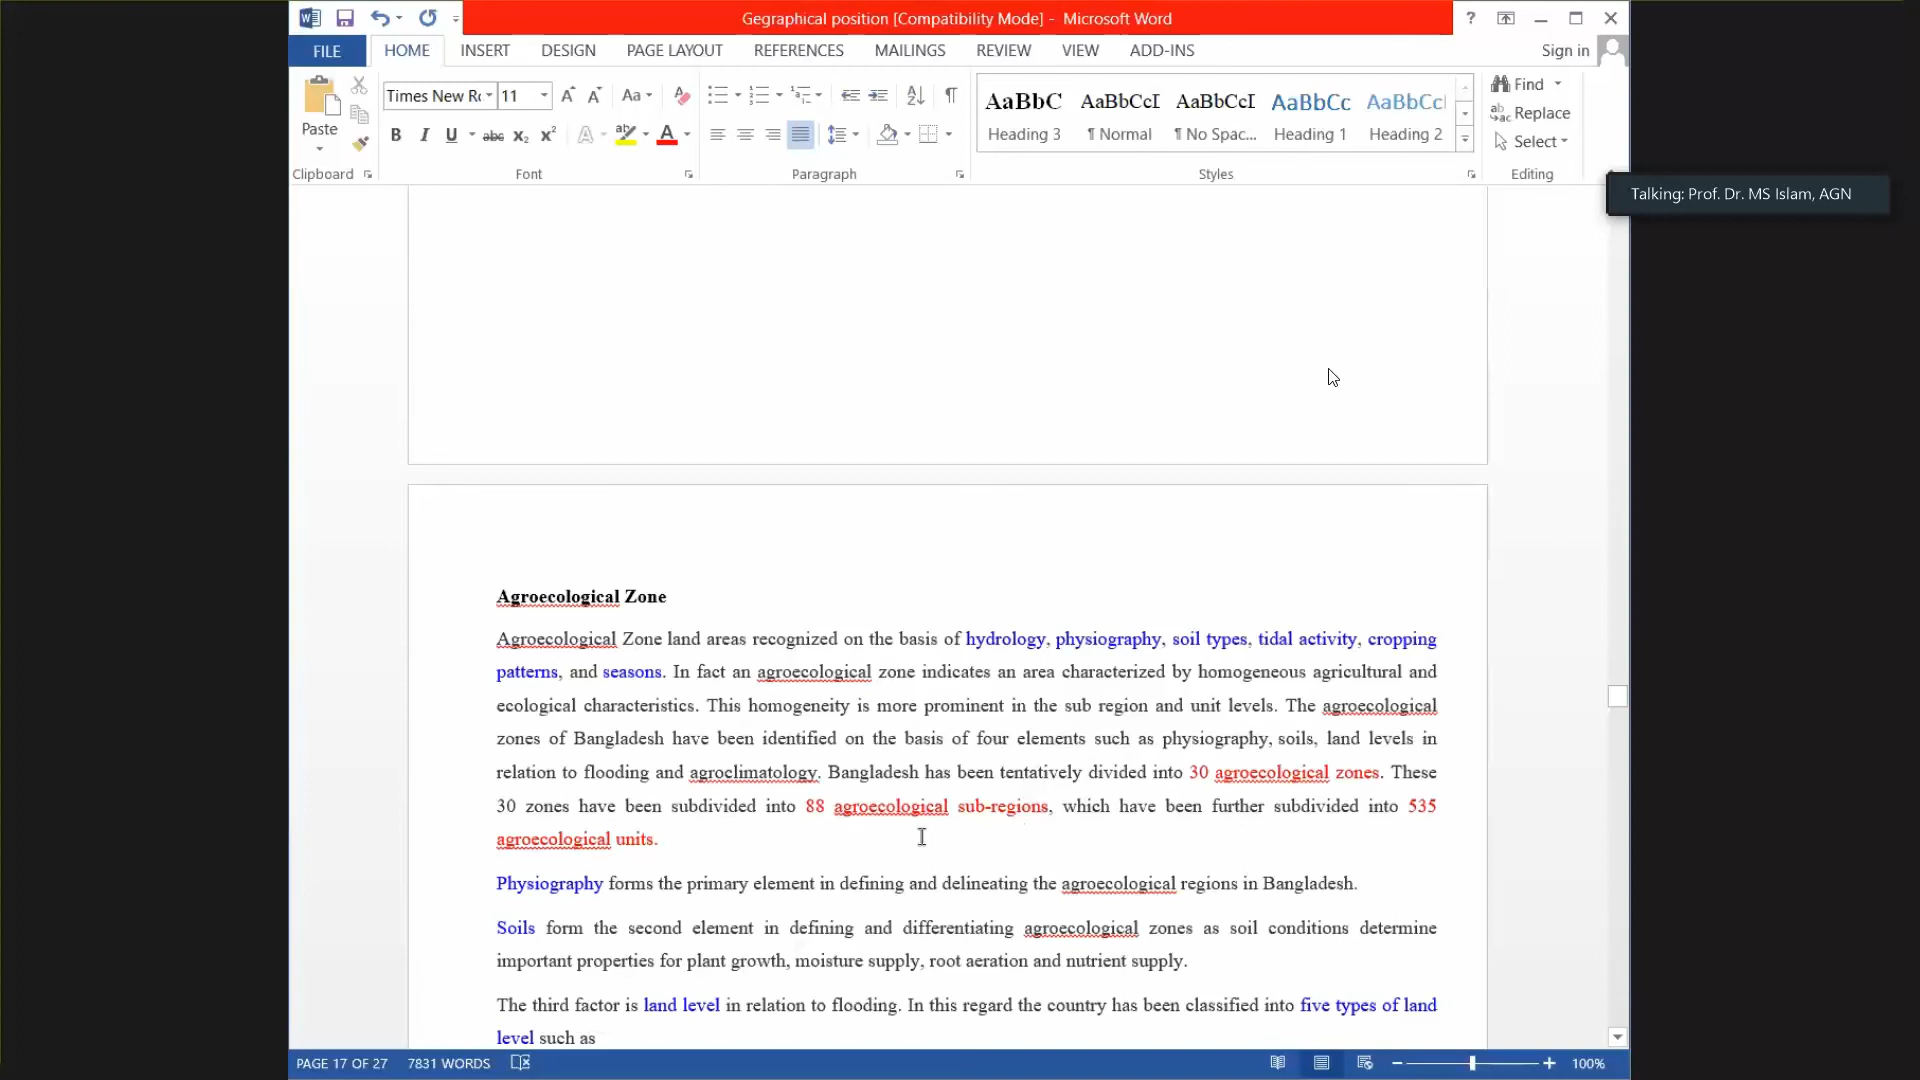 Gegraphical position [Compatibility Mode] - Microsoft Word
?
FILE HOME INSERT DESIGN PAGE LAYOUT REFERENCES MAILINGS REVIEW VIEW ADD-INS Sign in
Times New Ro 11 Aa
Paste
B I U abc X₂ X² A A
AaBbC AaBbCcI AaBbCcI AaBbCc AaBbCcI
Heading 3 ¶ Normal ¶ No Spac... Heading 1 Heading 2
Find
Replace
Select
Clipboard Font Paragraph Styles Editing
Talking: Prof. Dr. MS Islam, AGN
Agroecological Zone
Agroecological Zone land areas recognized on the basis of hydrology, physiography, soil types, tidal activity, cropping
patterns, and seasons. In fact an agroecological zone indicates an area characterized by homogeneous agricultural and
ecological characteristics. This homogeneity is more prominent in the sub region and unit levels. The agroecological
zones of Bangladesh have been identified on the basis of four elements such as physiography, soils, land levels in
relation to flooding and agroclimatology. Bangladesh has been tentatively divided into 30 agroecological zones. These
30 zones have been subdivided into 88 agroecological sub-regions, which have been further subdivided into 535
agroecological units.
Physiography forms the primary element in defining and delineating the agroecological regions in Bangladesh.
Soils form the second element in defining and differentiating agroecological zones as soil conditions determine
important properties for plant growth, moisture supply, root aeration and nutrient supply.
The third factor is land level in relation to flooding. In this regard the country has been classified into five types of land
level such as
PAGE 17 OF 27 7831 WORDS 100%